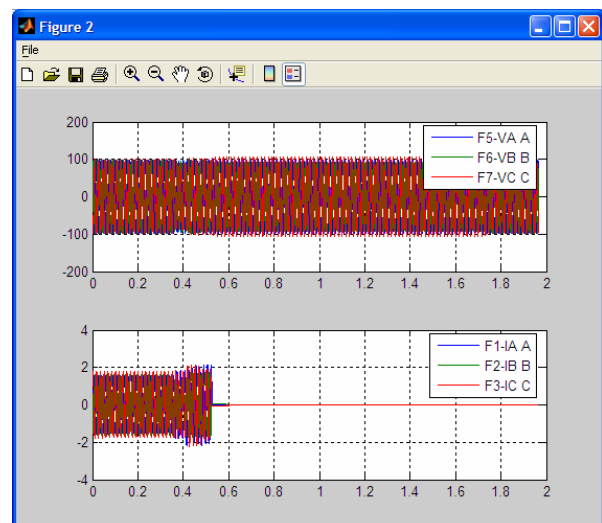 Figure 2
File
200
100
0
-100
-200
0 0.2 0.4 0.6 0.8 1 1.2 1.4 1.6 1.8 2
F5-VA A
F6-VB B
F7-VC C
4
2
0
-2
-4
0 0.2 0.4 0.6 0.8 1 1.2 1.4 1.6 1.8 2
F1-IA A
F2-IB B
F3-IC C